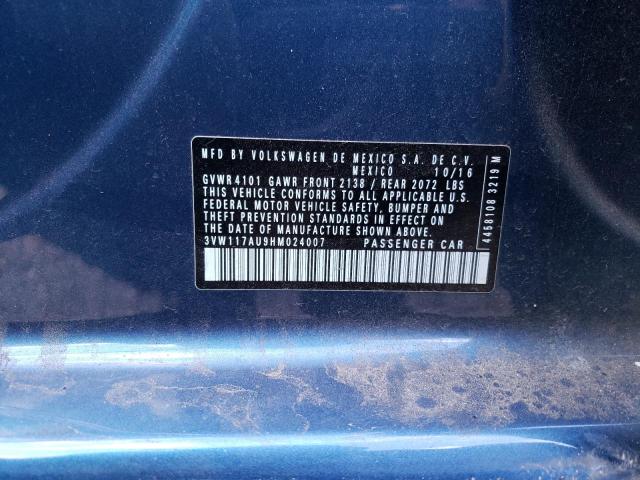 MFD BY VOLKSWAGEN DE MEXICO S.A. DE C.V.
MEXICO 10/16
GVWR4101 GAWR FRONT 2138 / REAR 2072 LBS
THIS VEHICLE CONFORMS TO ALL APPLICABLE U.S.
FEDERAL MOTOR VEHICLE SAFETY, BUMPER AND
THEFT PREVENTION STANDARDS IN EFFECT ON
THE DATE OF MANUFACTURE SHOWN ABOVE.
3VW117AU9HM024007 PASSENGER CAR
4458108 3219 M